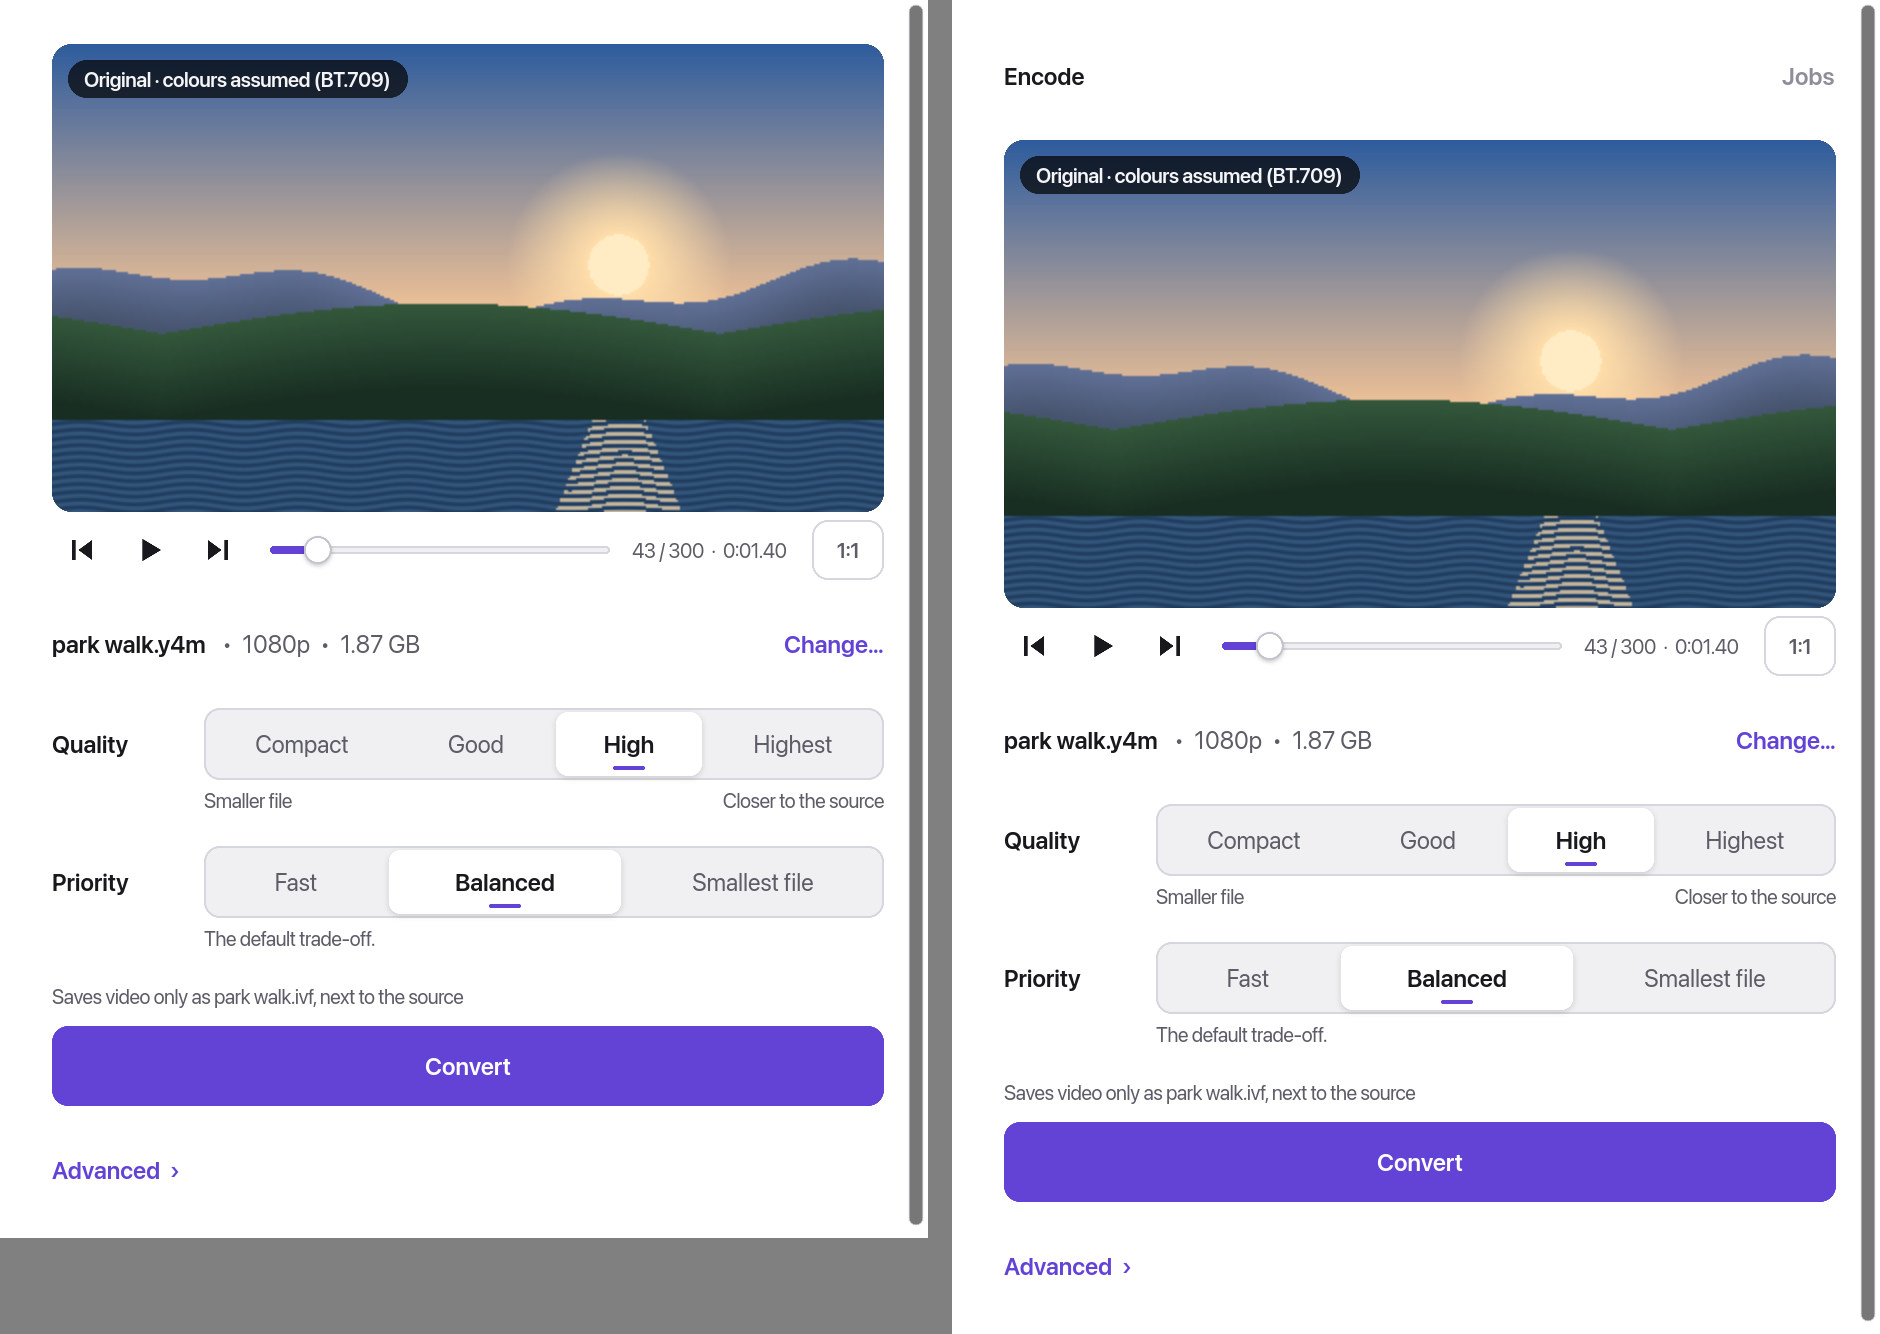 Original · colours assumed (BT.709)
43 / 300 · 0:01.40
1:1
park walk.y4m • 1080p • 1.87 GB
Change...
Quality
Compact
Good
High
Highest
Smaller file
Closer to the source
Priority
Fast
Balanced
Smallest file
The default trade-off.
Saves video only as park walk.ivf, next to the source
Convert
Advanced ›
Encode
Jobs
Original · colours assumed (BT.709)
43 / 300 · 0:01.40
1:1
park walk.y4m • 1080p • 1.87 GB
Change...
Quality
Compact
Good
High
Highest
Smaller file
Closer to the source
Priority
Fast
Balanced
Smallest file
The default trade-off.
Saves video only as park walk.ivf, next to the source
Convert
Advanced ›